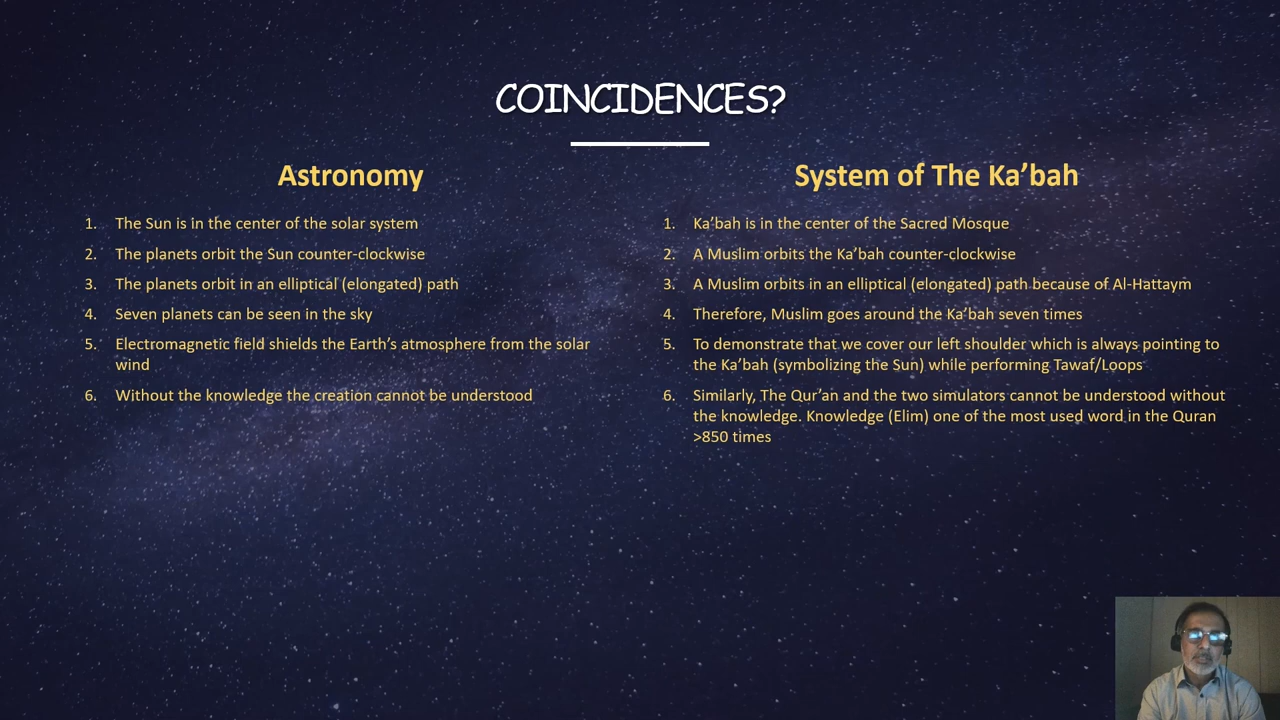 COINCIDENCES?
Astronomy
1. The Sun is in the center of the solar system
2. The planets orbit the Sun counter-clockwise
3. The planets orbit in an elliptical (elongated) path
4. Seven planets can be seen in the sky
5. Electromagnetic field shields the Earth's atmosphere from the solar
wind
6. Without the knowledge the creation cannot be understood
System of The Ka'bah
1. Ka'bah is in the center of the Sacred Mosque
2. A Muslim orbits the Ka'bah counter-clockwise
3. A Muslim orbits in an elliptical (elongated) path because of Al-Hattaym
4. Therefore, Muslim goes around the Ka'bah seven times
5. To demonstrate that we cover our left shoulder which is always pointing to
the Ka'bah (symbolizing the Sun) while performing Tawaf/Loops
6. Similarly, The Qur'an and the two simulators cannot be understood without
the knowledge. Knowledge (Elim) one of the most used word in the Quran
>850 times